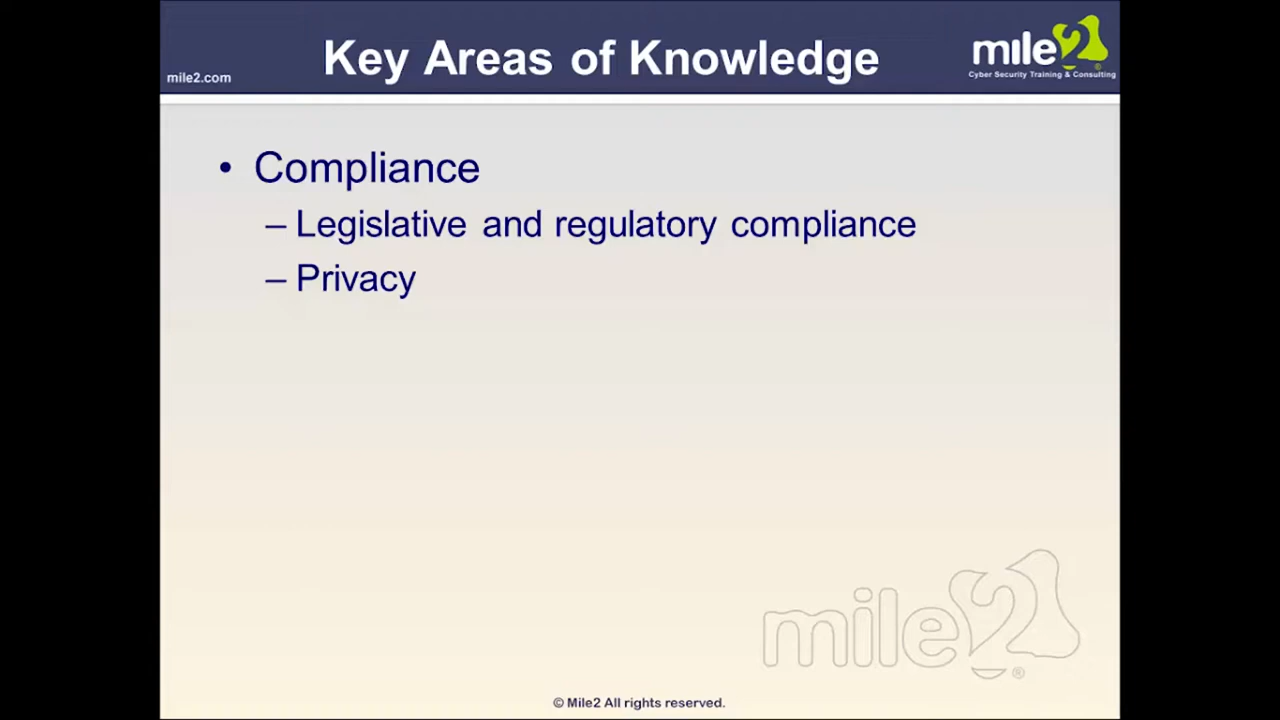 Key Areas of Knowledge
mile2.com
mile2®
Cyber Security Training & Consulting
• Compliance
– Legislative and regulatory compliance
– Privacy
mile2®
© Mile2 All rights reserved.